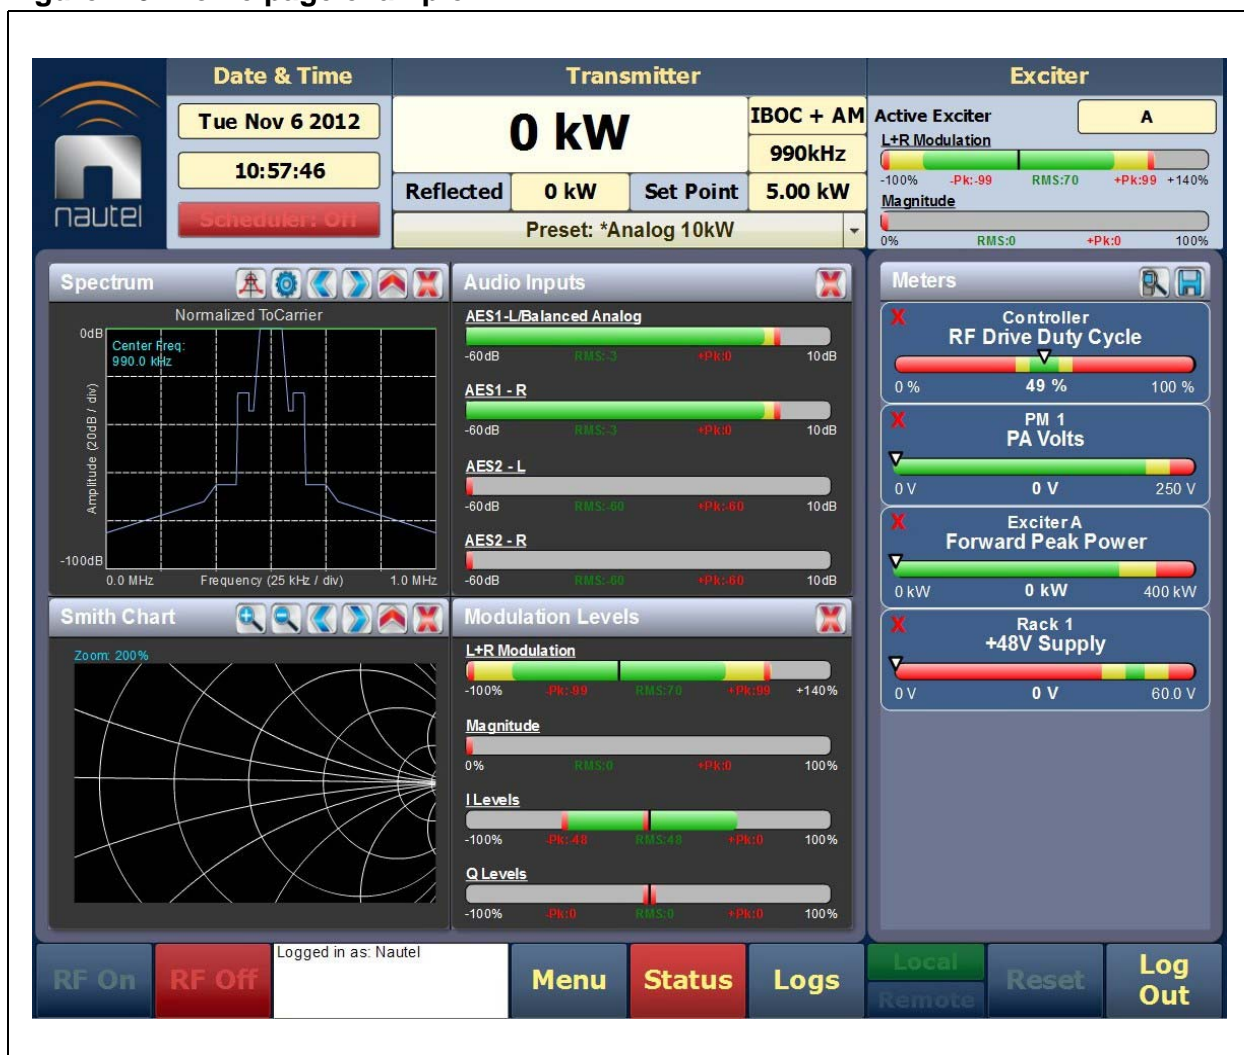 Date & Time
Transmitter
Exciter
Tue Nov 6 2012
10:57:46
Scheduler: Off
nautel
0 kW
IBOC + AM
990kHz
Reflected 0 kW Set Point 5.00 kW
Preset: *Analog 10kW
Active Exciter A
L+R Modulation
-100% -Pk:-99 RMS:70 +Pk:99 +140%
Magnitude
0% RMS:0 +Pk:0 100%
Spectrum
Normalized ToCarrier
0dB
Center Freq:
990.0 kHz
Amplitude (20dB / div)
-100dB
0.0 MHz Frequency (25 kHz / div) 1.0 MHz
Audio Inputs
AES1-L/Balanced Analog
-60dB RMS:-3 +Pk:0 10dB
AES1 - R
-60dB RMS:-3 +Pk:0 10dB
AES2 - L
-60dB RMS:-60 +Pk:-60 10dB
AES2 - R
-60dB RMS:-60 +Pk:-60 10dB
Meters
X Controller
RF Drive Duty Cycle
0 % 49 % 100 %
X PM 1
PA Volts
0 V 0 V 250 V
X Exciter A
Forward Peak Power
0 kW 0 kW 400 kW
X Rack 1
+48V Supply
0 V 0 V 60.0 V
Smith Chart
Zoom: 200%
Modulation Levels
L+R Modulation
-100% -Pk:-99 RMS:70 +Pk:99 +140%
Magnitude
0% RMS:0 +Pk:0 100%
I Levels
-100% -Pk:-48 RMS:48 +Pk:0 100%
Q Levels
-100% -Pk:0 RMS:0 +Pk:0 100%
RF On
RF Off
Logged in as: Nautel
Menu
Status
Logs
Local
Remote
Reset
Log
Out